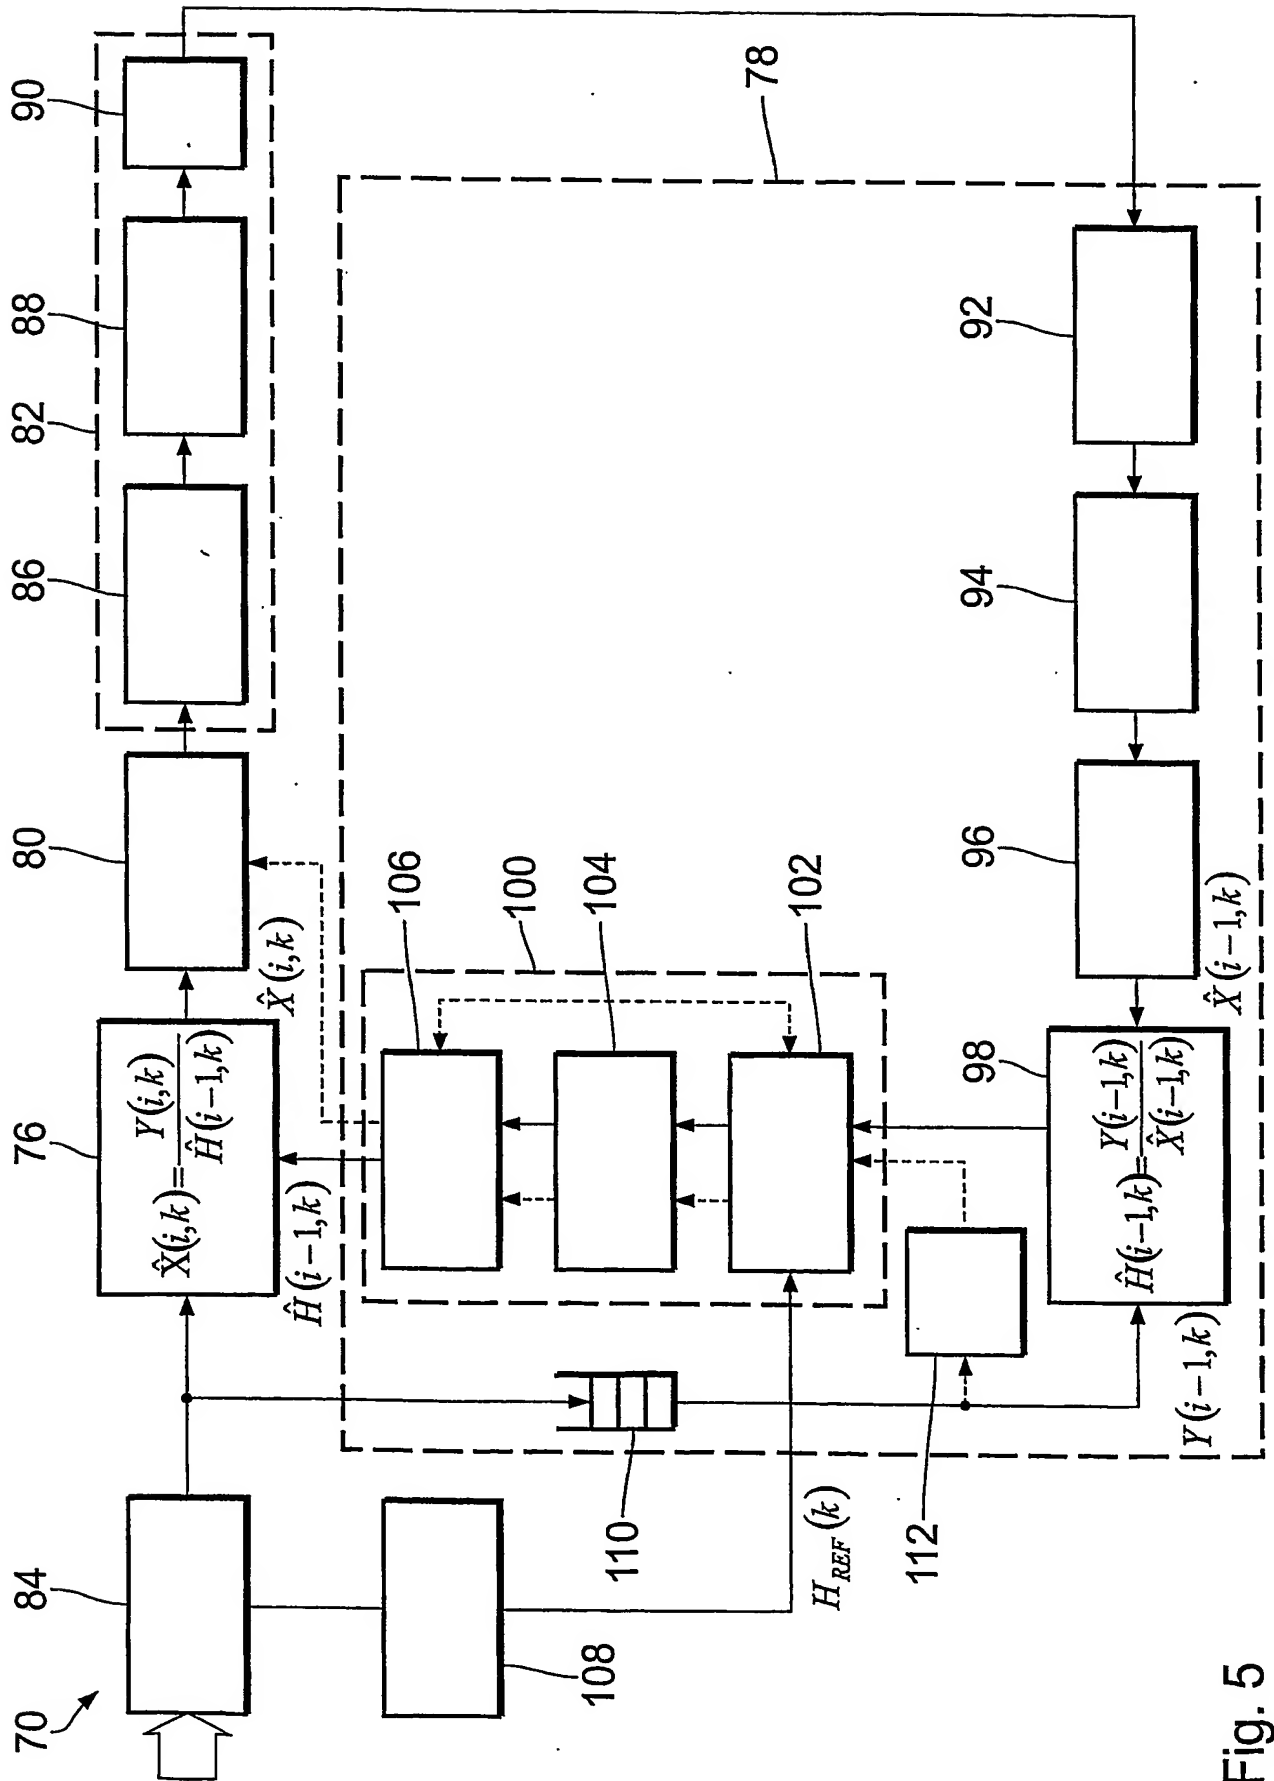 70
84
76
80
86
82
88
90
X̂(i,k)= Y(i,k) / Ĥ(i−1,k)
X̂(i,k)
Ĥ(i−1,k)
108
110
106
100
104
102
78
H_REF(k)
112
98
Ĥ(i−1,k)= Y(i−1,k) / X̂(i−1,k)
96
94
92
Y(i−1,k)
X̂(i−1,k)
Fig. 5